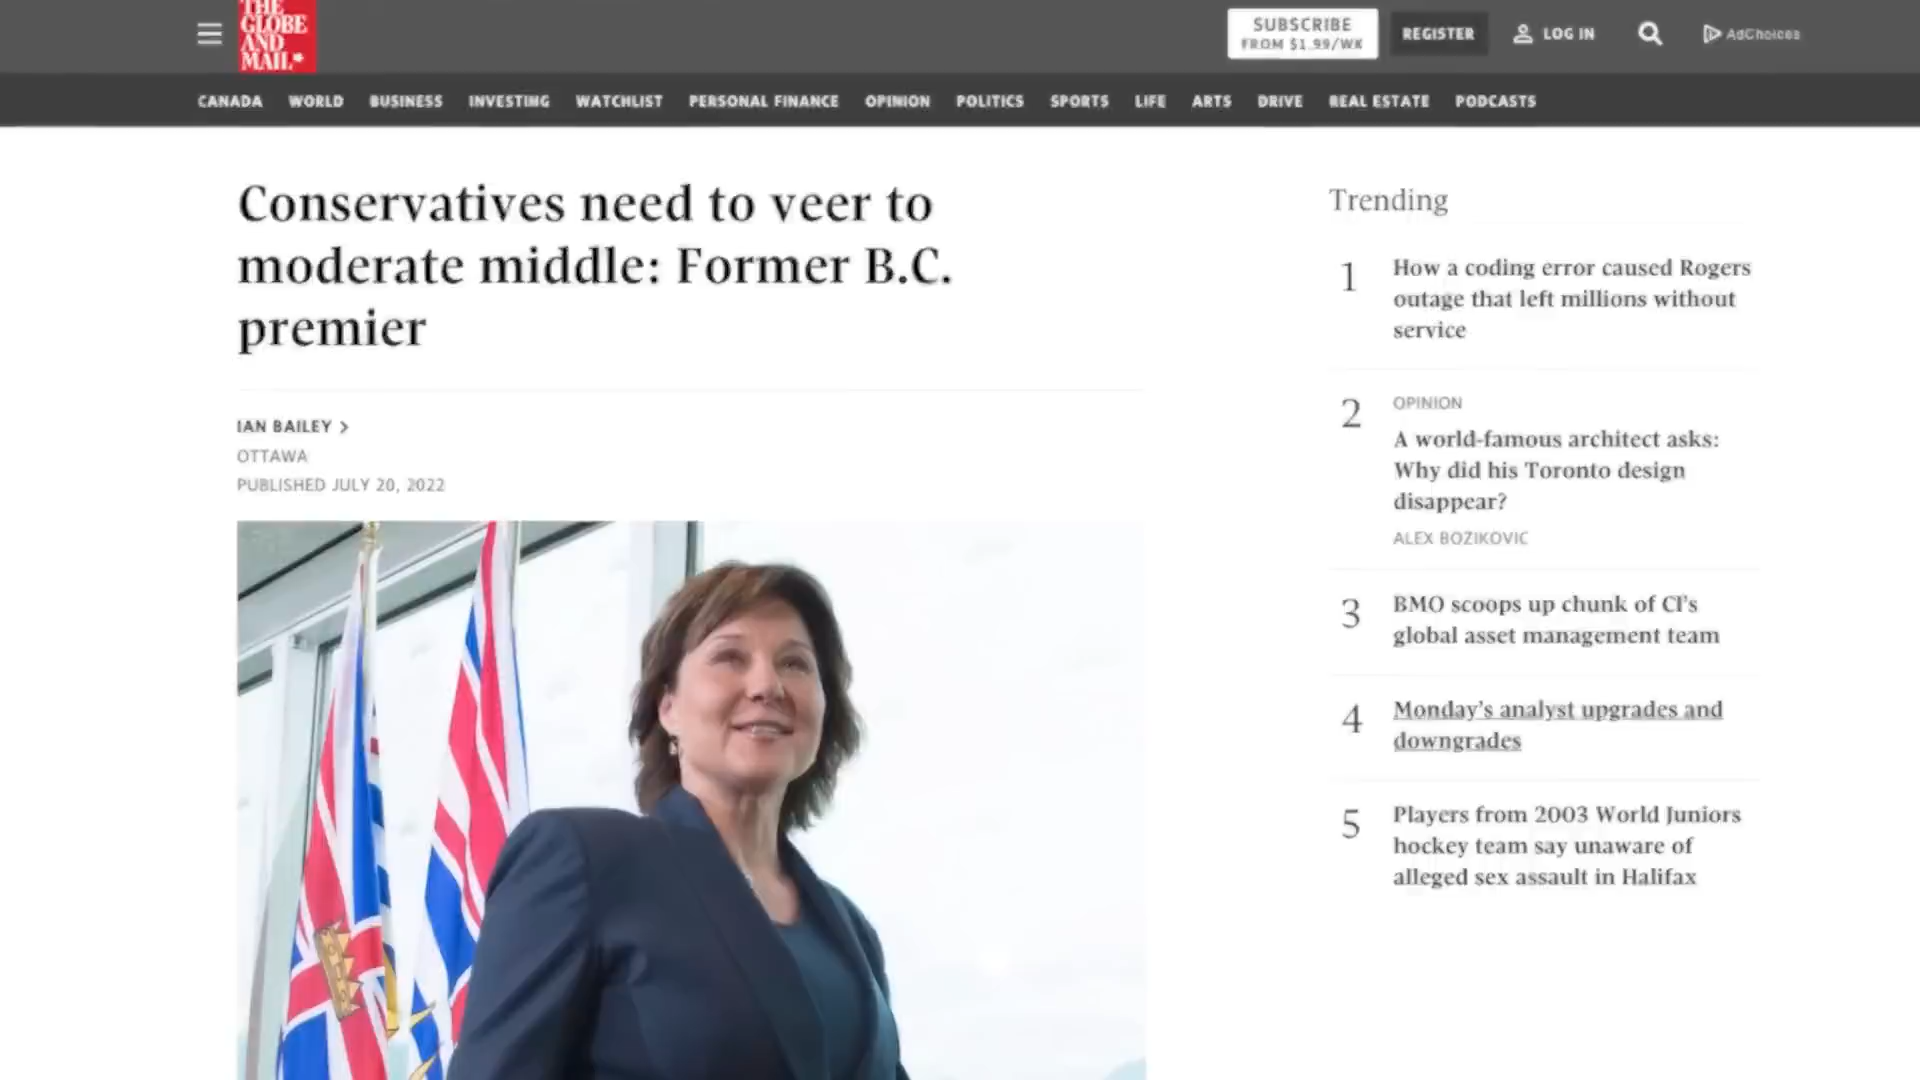 THE
GLOBE
AND
MAIL
SUBSCRIBE
FROM $1.99/WK
REGISTER
LOG IN
AdChoices
CANADA WORLD BUSINESS INVESTING WATCHLIST PERSONAL FINANCE OPINION POLITICS SPORTS LIFE ARTS DRIVE REAL ESTATE PODCASTS
Conservatives need to veer to
moderate middle: Former B.C.
premier
IAN BAILEY >
OTTAWA
PUBLISHED JULY 20, 2022
Trending
1
How a coding error caused Rogers
outage that left millions without
service
2
OPINION
A world-famous architect asks:
Why did his Toronto design
disappear?
ALEX BOZIKOVIC
3
BMO scoops up chunk of CI's
global asset management team
4
Monday's analyst upgrades and
downgrades
5
Players from 2003 World Juniors
hockey team say unaware of
alleged sex assault in Halifax